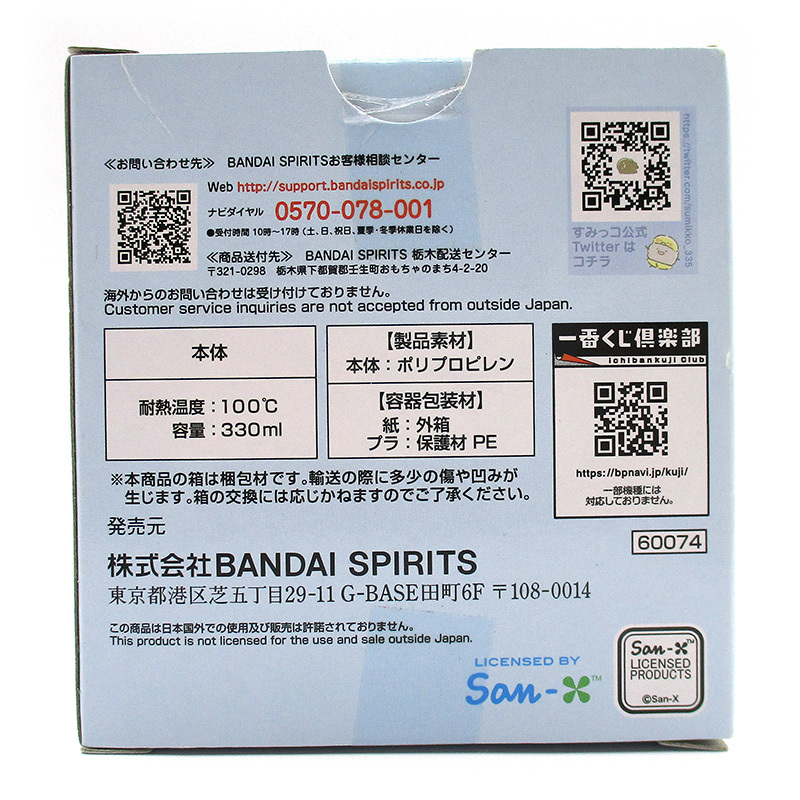 ≪お問い合わせ先≫ BANDAI SPIRITSお客様相談センター
Web http://support.bandaispirits.co.jp
ナビダイヤル 0570-078-001
●受付時間 10時~17時 (土、日、祝日、夏季・冬季休業日を除く)
≪商品送付先≫ BANDAI SPIRITS 栃木配送センター
〒321-0298 栃木県下都賀郡壬生町おもちゃのまち4-2-20
https://twitter.com/sumikko_335
すみっコ公式
Twitter は
コチラ
海外からのお問い合わせは受け付けておりません。
Customer service inquiries are not accepted from outside Japan.
本体
耐熱温度:100℃
容量:330ml
【製品素材】
本体:ポリプロピレン
【容器包装材】
紙:外箱
プラ:保護材 PE
一番くじ倶楽部
Ichibankuji Club
https://bpnavi.jp/kuji/
一部機種には
対応しておりません。
※本商品の箱は梱包材です。輸送の際に多少の傷や凹みが
生じます。箱の交換には応じかねますのでご了承ください。
発売元
60074
株式会社BANDAI SPIRITS
東京都港区芝五丁目29-11 G-BASE田町6F 〒108-0014
この商品は日本国外での使用及び販売は許諾されておりません。
This product is not licensed for the use and sale outside Japan.
LICENSED BY
San-X™
San-X™
LICENSED
PRODUCTS
©San-X